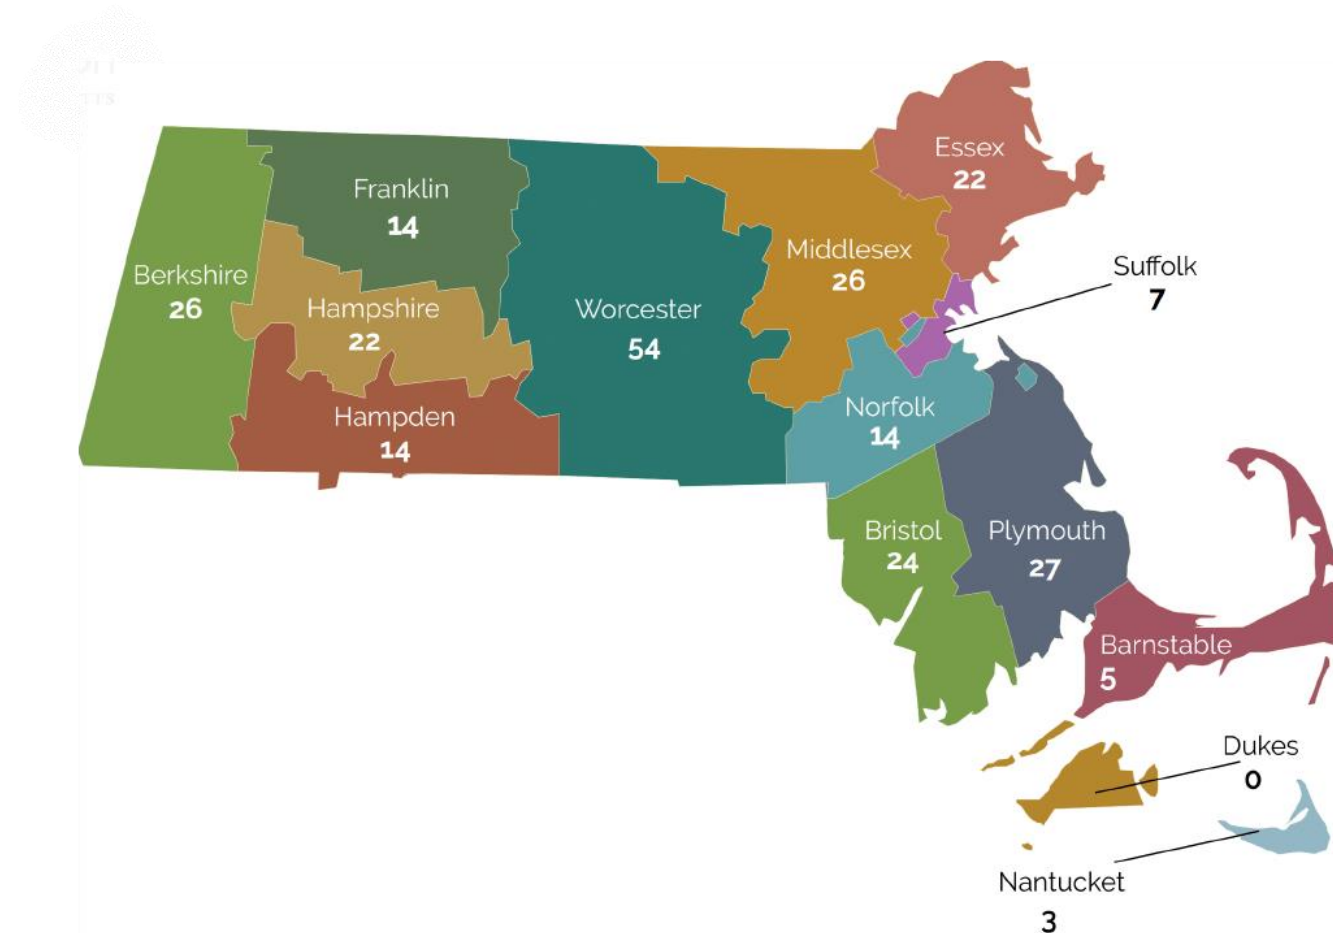 Essex
22
Franklin
14
Middlesex
26
Suffolk
7
Berkshire
26
Hampshire
22
Worcester
54
Hampden
14
Norfolk
14
Bristol
24
Plymouth
27
Barnstable
5
Dukes
0
Nantucket
3